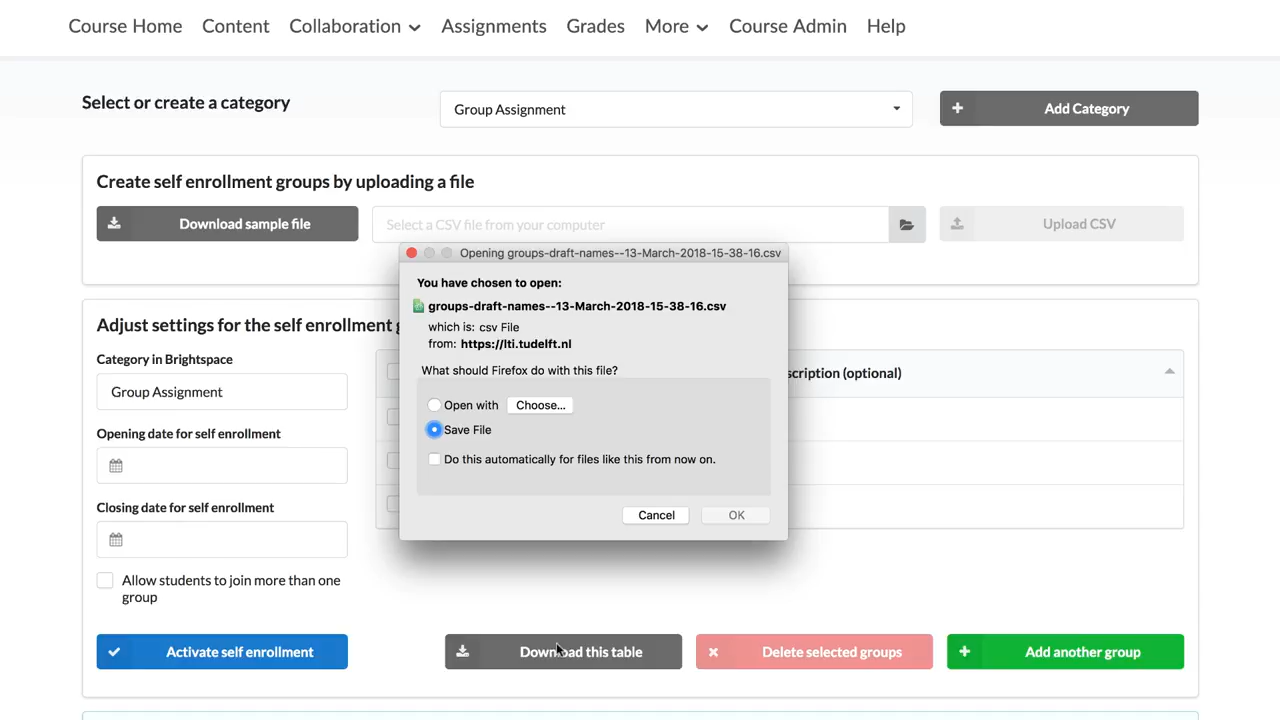 Course Home Content Collaboration Assignments Grades More Course Admin Help
Select or create a category
Group Assignment
Add Category
Create self enrollment groups by uploading a file
Download sample file
Select a CSV file from your computer
Upload CSV
Opening groups-draft-names--13-March-2018-15-38-16.csv
You have chosen to open:
groups-draft-names--13-March-2018-15-38-16.csv
which is: csv File
from: https://lti.tudelft.nl
What should Firefox do with this file?
Open with Choose...
Save File
Do this automatically for files like this from now on.
Cancel OK
Adjust settings for the self enrollment
Category in Brightspace
Group Assignment
Opening date for self enrollment
Closing date for self enrollment
Allow students to join more than one
group
scription (optional)
Activate self enrollment
Download this table
Delete selected groups
Add another group